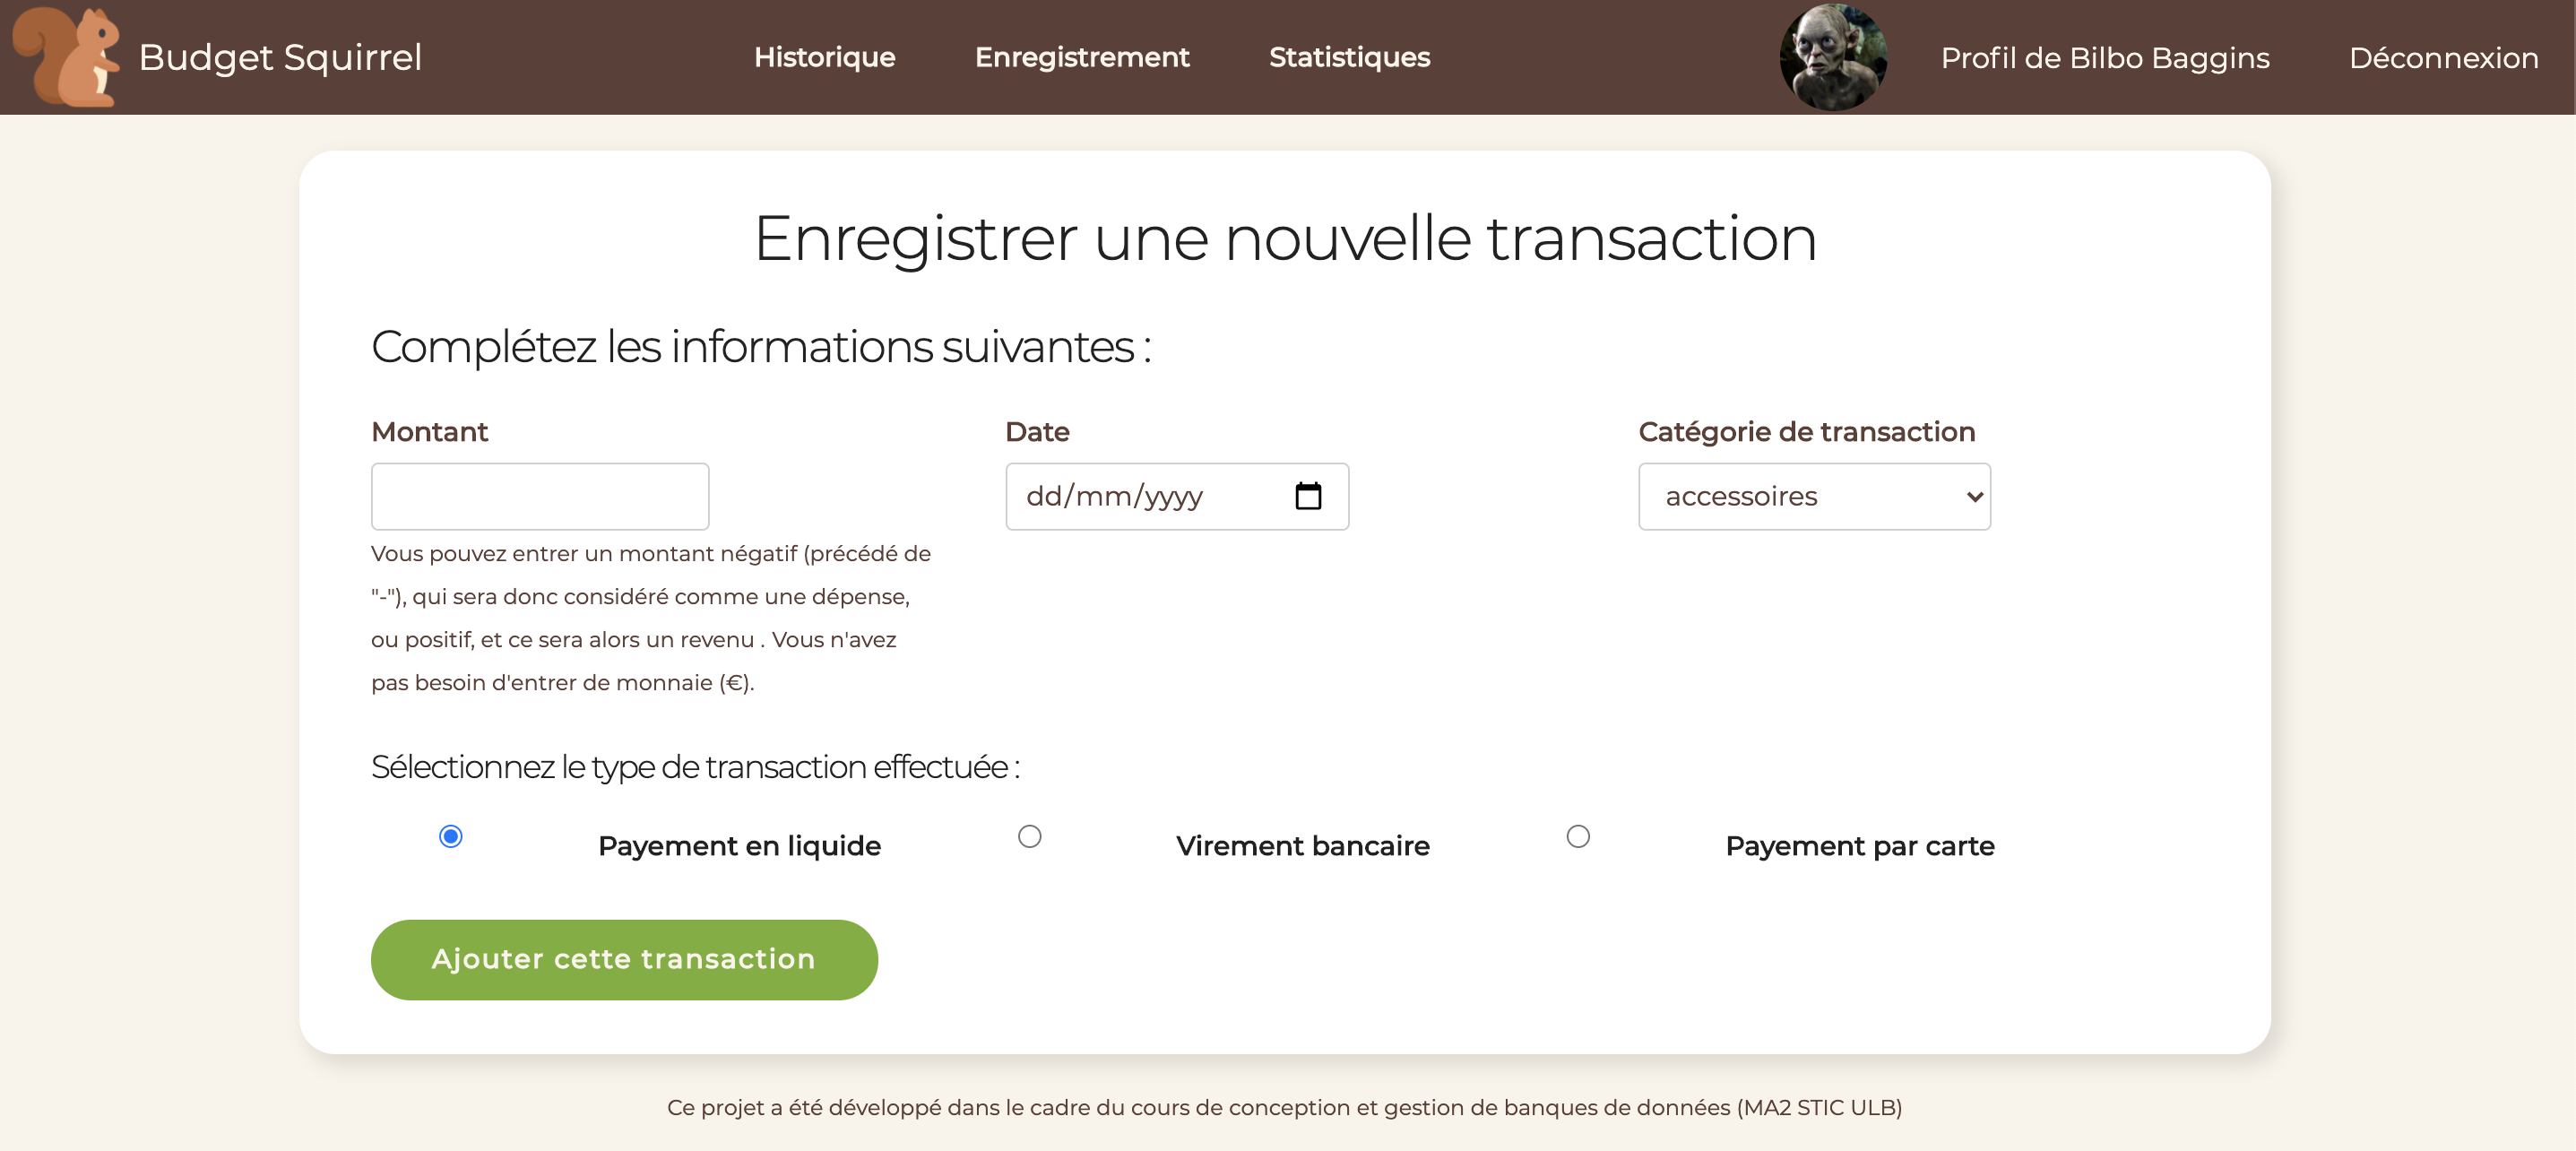 Budget Squirrel
Historique
Enregistrement
Statistiques
Profil de Bilbo Baggins
Déconnexion
Enregistrer une nouvelle transaction
Complétez les informations suivantes :
Montant
Vous pouvez entrer un montant négatif (précédé de
"-"), qui sera donc considéré comme une dépense,
ou positif, et ce sera alors un revenu . Vous n'avez
pas besoin d'entrer de monnaie (€).
Date
dd/mm/yyyy
Catégorie de transaction
accessoires
Sélectionnez le type de transaction effectuée :
Payement en liquide
Virement bancaire
Payement par carte
Ajouter cette transaction
Ce projet a été développé dans le cadre du cours de conception et gestion de banques de données (MA2 STIC ULB)